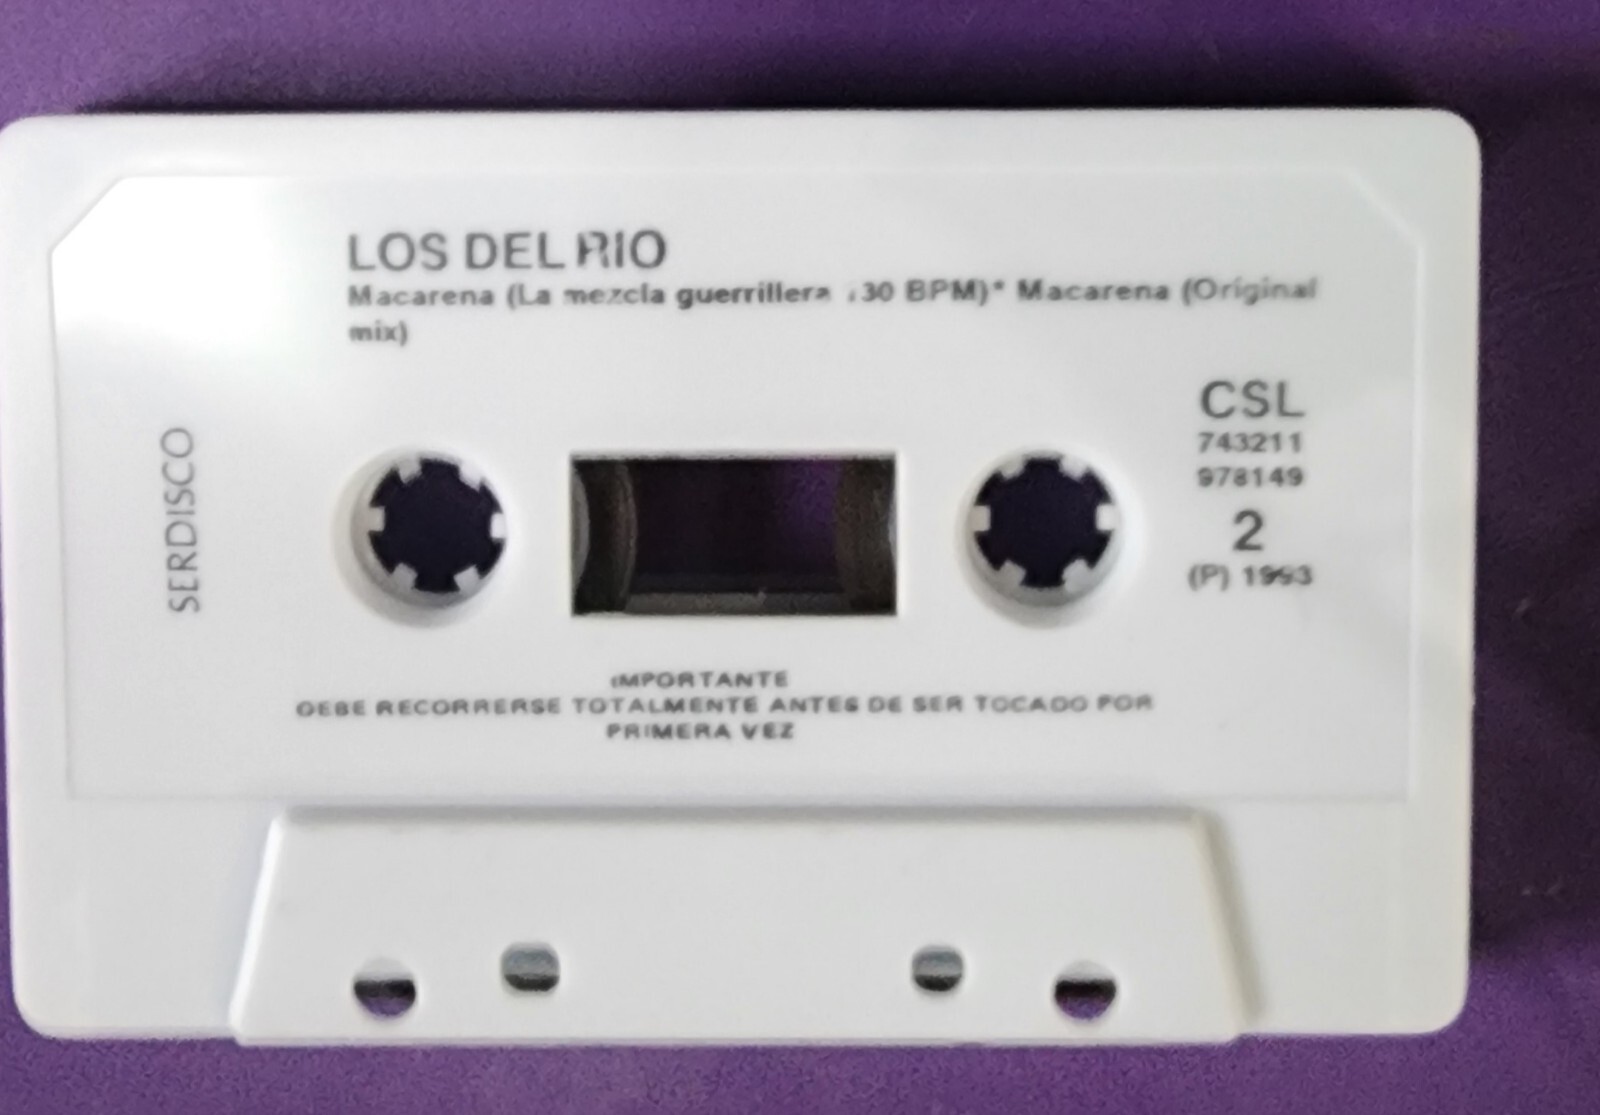 LOS DEL RIO
Macarena (La mezcla guerrillera 130 BPM)* Macarena (Original
mix)
CSL
743211
978149
2
(P) 1993
SERDISCO
IMPORTANTE
DEBE RECORRERSE TOTALMENTE ANTES DE SER TOCADO POR
PRIMERA VEZ